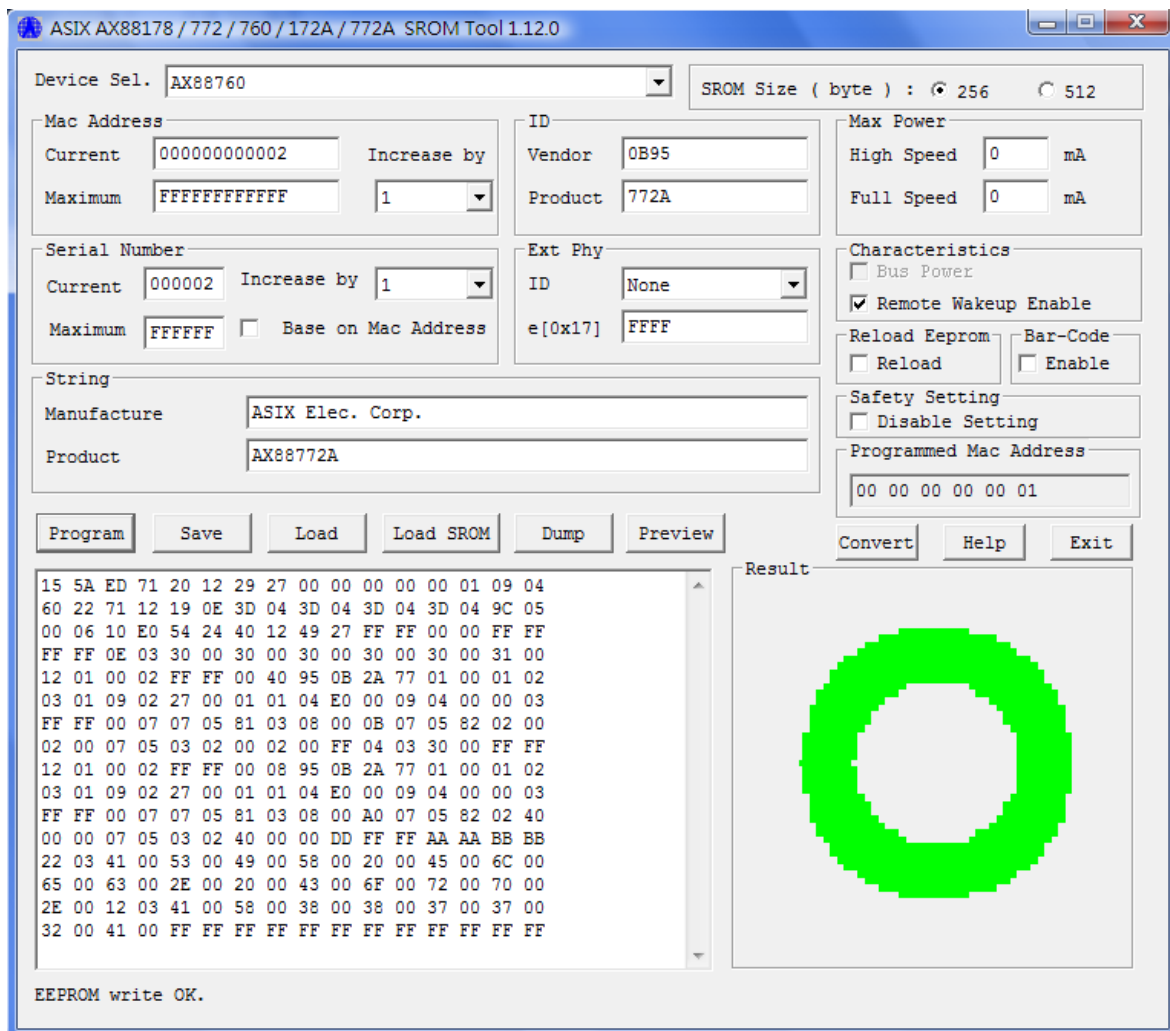 ASIX AX88178 / 772 / 760 / 172A / 772A  SROM Tool 1.12.0
Device Sel. AX88760
SROM Size ( byte ) : 256 512
Mac Address
Current 000000000002 Increase by
Maximum FFFFFFFFFFFF 1
ID
Vendor 0B95
Product 772A
Max Power
High Speed 0 mA
Full Speed 0 mA
Serial Number
Current 000002 Increase by 1
Maximum FFFFFF Base on Mac Address
Ext Phy
ID None
e[0x17] FFFF
Characteristics
Bus Power
Remote Wakeup Enable
Reload Eeprom
Reload
Bar-Code
Enable
String
Manufacture ASIX Elec. Corp.
Product AX88772A
Safety Setting
Disable Setting
Programmed Mac Address
00 00 00 00 00 01
Program Save Load Load SROM Dump Preview
Convert Help Exit
15 5A ED 71 20 12 29 27 00 00 00 00 00 01 09 04
60 22 71 12 19 0E 3D 04 3D 04 3D 04 3D 04 9C 05
00 06 10 E0 54 24 40 12 49 27 FF FF 00 00 FF FF
FF FF 0E 03 30 00 30 00 30 00 30 00 30 00 31 00
12 01 00 02 FF FF 00 40 95 0B 2A 77 01 00 01 02
03 01 09 02 27 00 01 01 04 E0 00 09 04 00 00 03
FF FF 00 07 07 05 81 03 08 00 0B 07 05 82 02 00
02 00 07 05 03 02 00 02 00 FF 04 03 30 00 FF FF
12 01 00 02 FF FF 00 08 95 0B 2A 77 01 00 01 02
03 01 09 02 27 00 01 01 04 E0 00 09 04 00 00 03
FF FF 00 07 07 05 81 03 08 00 A0 07 05 82 02 40
00 00 07 05 03 02 40 00 00 DD FF FF AA AA BB BB
22 03 41 00 53 00 49 00 58 00 20 00 45 00 6C 00
65 00 63 00 2E 00 20 00 43 00 6F 00 72 00 70 00
2E 00 12 03 41 00 58 00 38 00 38 00 37 00 37 00
32 00 41 00 FF FF FF FF FF FF FF FF FF FF FF FF
Result
EEPROM write OK.